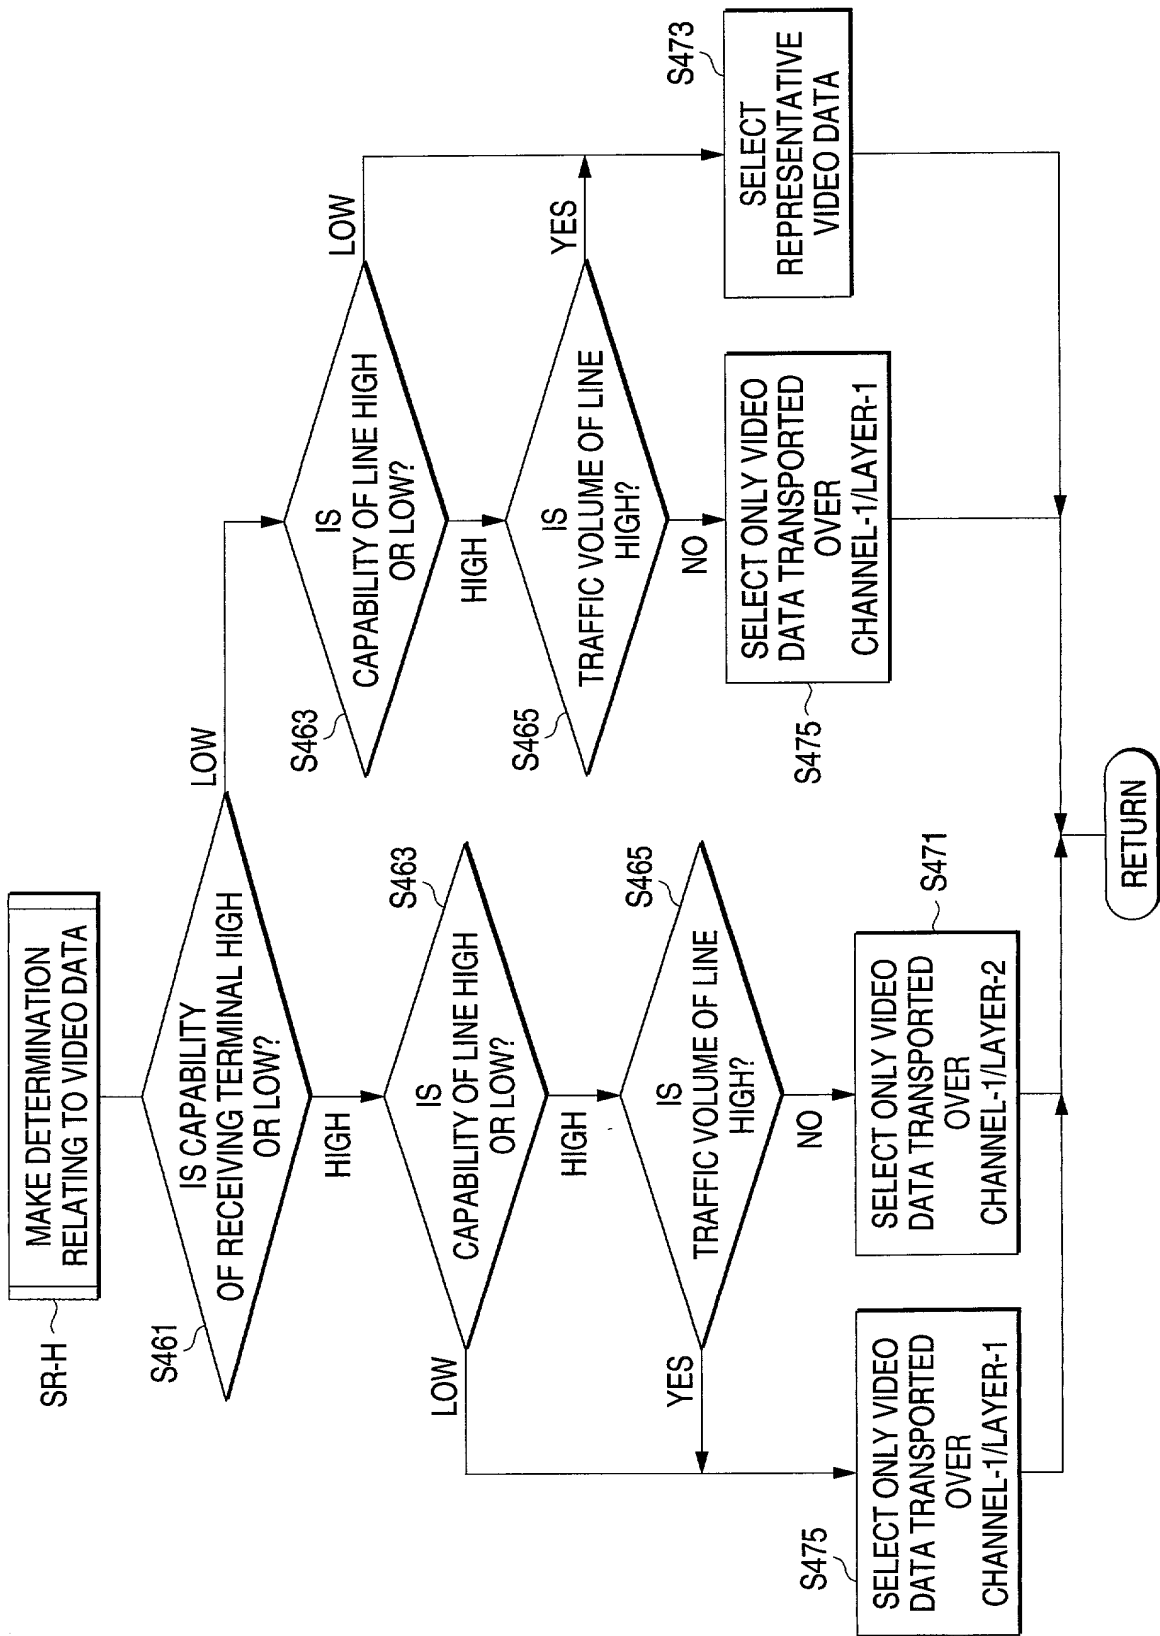 SR-H
MAKE DETERMINATION
RELATING TO VIDEO DATA
S461
IS CAPABILITY
OF RECEIVING TERMINAL HIGH
OR LOW?
LOW
HIGH
S463
IS
CAPABILITY OF LINE HIGH
OR LOW?
LOW
HIGH
S465
IS
TRAFFIC VOLUME OF LINE
HIGH?
YES
NO
S475
SELECT ONLY VIDEO
DATA TRANSPORTED
OVER
CHANNEL-1/LAYER-1
S471
SELECT ONLY VIDEO
DATA TRANSPORTED
OVER
CHANNEL-1/LAYER-2
S463
IS
CAPABILITY OF LINE HIGH
OR LOW?
LOW
HIGH
S465
IS
TRAFFIC VOLUME OF LINE
HIGH?
YES
NO
S475
SELECT ONLY VIDEO
DATA TRANSPORTED
OVER
CHANNEL-1/LAYER-1
S473
SELECT
REPRESENTATIVE
VIDEO DATA
RETURN